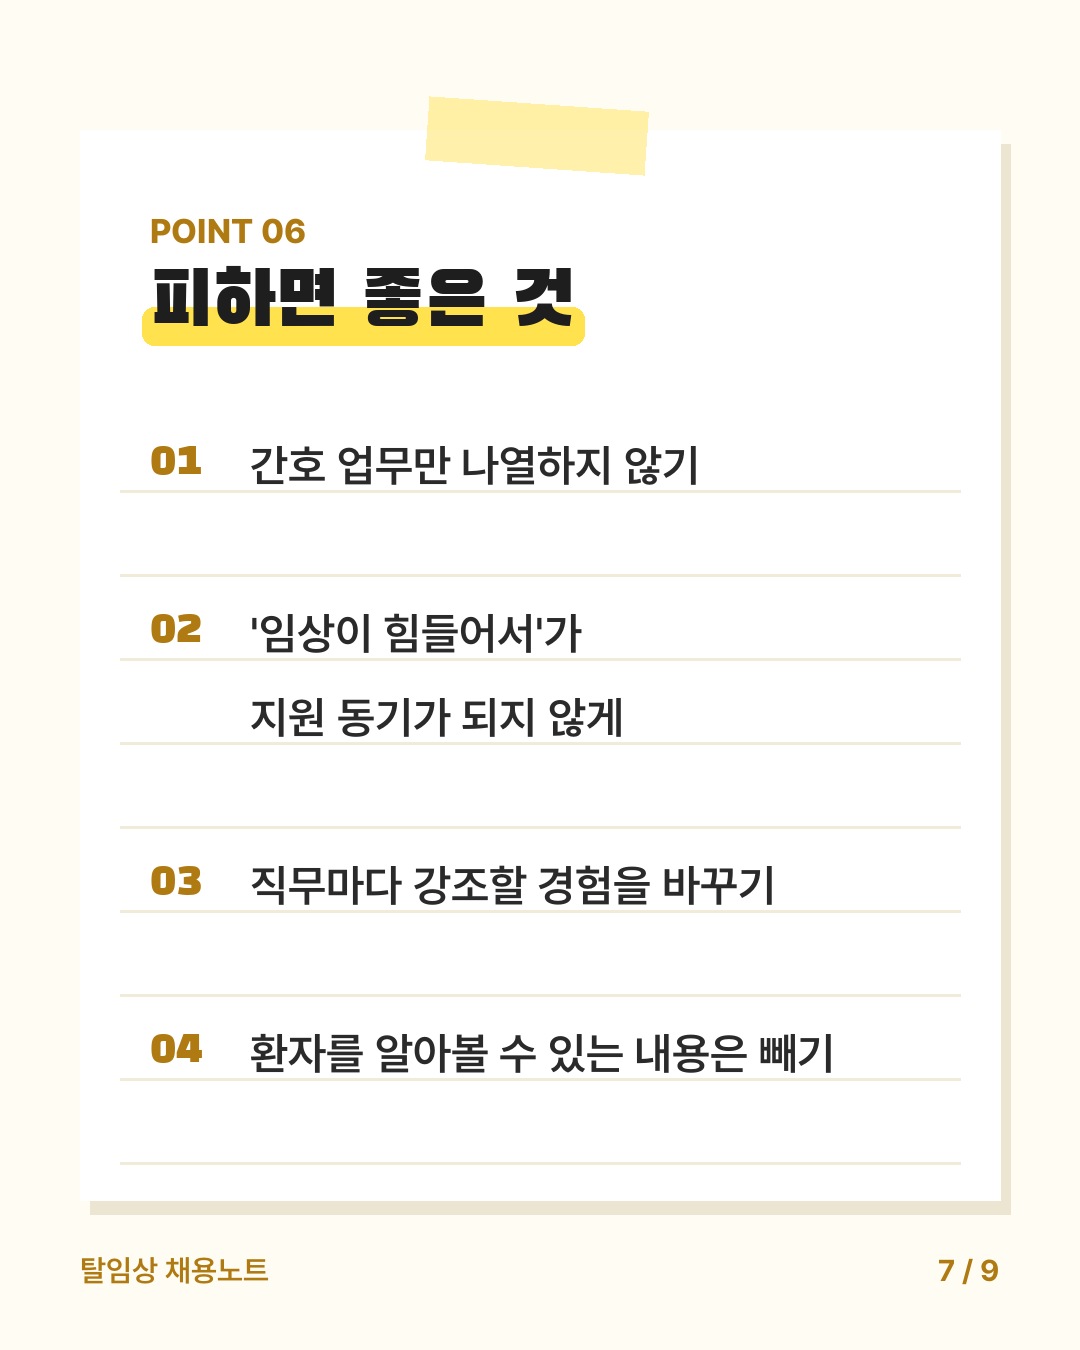 POINT 06
피하면 좋은 것
01 간호 업무만 나열하지 않기
02 '임상이 힘들어서'가
지원 동기가 되지 않게
03 직무마다 강조할 경험을 바꾸기
04 환자를 알아볼 수 있는 내용은 빼기
탈임상 채용노트
7 / 9